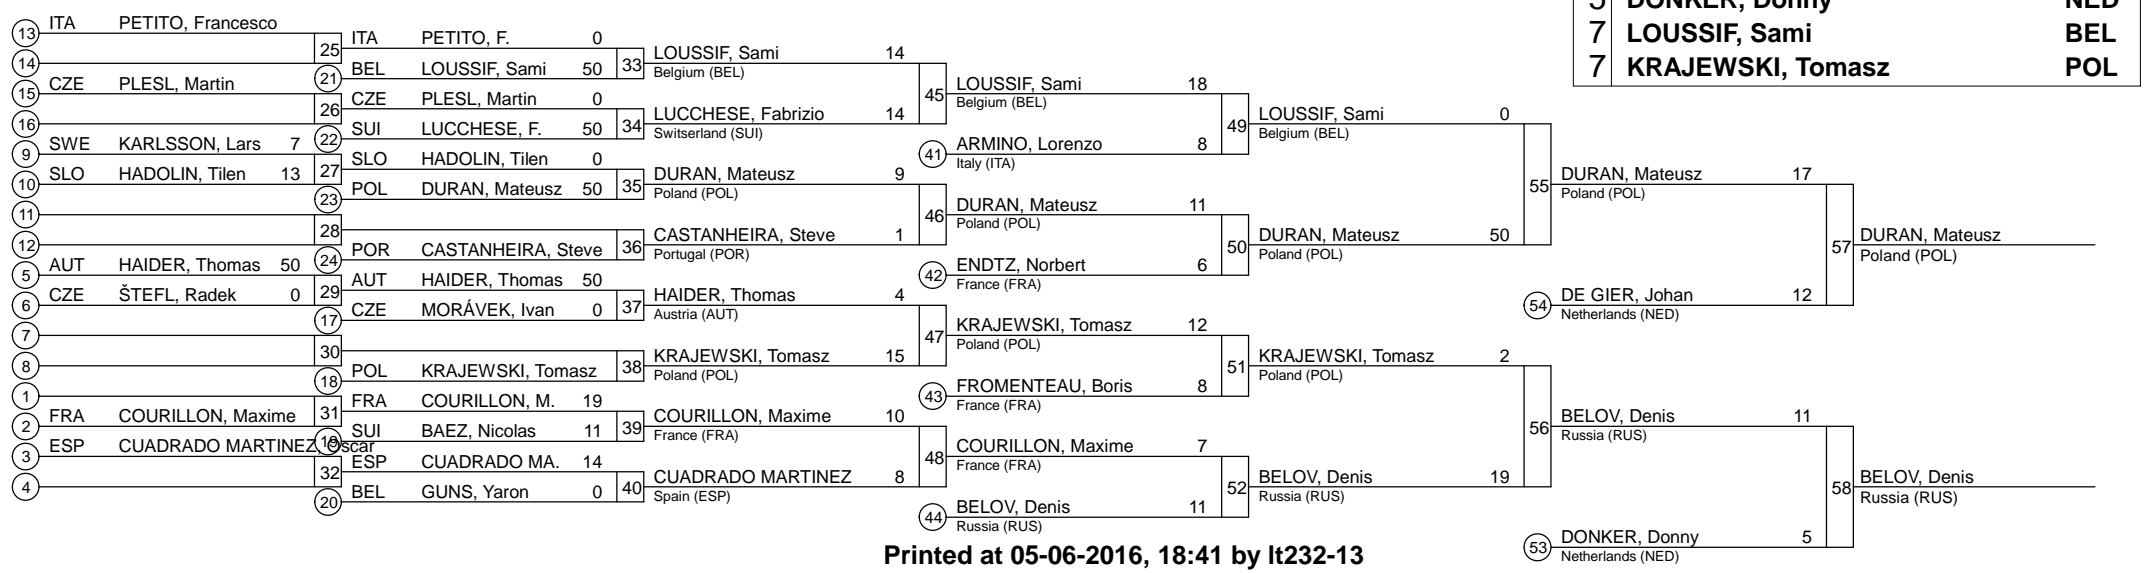 5 DONKER, Donny NED
7 LOUSSIF, Sami BEL
7 KRAJEWSKI, Tomasz POL
13 ITA PETITO, Francesco
14
15 CZE PLESL, Martin
16
9 SWE KARLSSON, Lars 7
10 SLO HADOLIN, Tilen 13
11
12
5 AUT HAIDER, Thomas 50
6 CZE ŠTEFL, Radek 0
7
8
1
2 FRA COURILLON, Maxime
3 ESP CUADRADO MARTINEZ, Oscar
4
25 ITA PETITO, F. 0
21 BEL LOUSSIF, Sami 50
26 CZE PLESL, Martin 0
22 SUI LUCCHESE, F. 50
27 SLO HADOLIN, Tilen 0
23 POL DURAN, Mateusz 50
28
24 POR CASTANHEIRA, Steve
29 AUT HAIDER, Thomas 50
17 CZE MORÁVEK, Ivan 0
30
18 POL KRAJEWSKI, Tomasz
31 FRA COURILLON, M. 19
19 SUI BAEZ, Nicolas 11
32 ESP CUADRADO MA. 14
20 BEL GUNS, Yaron 0
33 LOUSSIF, Sami 14
Belgium (BEL)
34 LUCCHESE, Fabrizio 14
Switserland (SUI)
35 DURAN, Mateusz 9
Poland (POL)
36 CASTANHEIRA, Steve 1
Portugal (POR)
37 HAIDER, Thomas 4
Austria (AUT)
38 KRAJEWSKI, Tomasz 15
Poland (POL)
39 COURILLON, Maxime 10
France (FRA)
40 CUADRADO MARTINEZ 8
Spain (ESP)
45 LOUSSIF, Sami 18
Belgium (BEL)
41 ARMINO, Lorenzo 8
Italy (ITA)
46 DURAN, Mateusz 11
Poland (POL)
42 ENDTZ, Norbert 6
France (FRA)
47 KRAJEWSKI, Tomasz 12
Poland (POL)
43 FROMENTEAU, Boris 8
France (FRA)
48 COURILLON, Maxime 7
France (FRA)
44 BELOV, Denis 11
Russia (RUS)
49 LOUSSIF, Sami 0
Belgium (BEL)
50 DURAN, Mateusz 50
Poland (POL)
51 KRAJEWSKI, Tomasz 2
Poland (POL)
52 BELOV, Denis 19
Russia (RUS)
55 DURAN, Mateusz 17
Poland (POL)
54 DE GIER, Johan 12
Netherlands (NED)
56 BELOV, Denis 11
Russia (RUS)
53 DONKER, Donny 5
Netherlands (NED)
57 DURAN, Mateusz
Poland (POL)
58 BELOV, Denis
Russia (RUS)
Printed at 05-06-2016, 18:41 by lt232-13